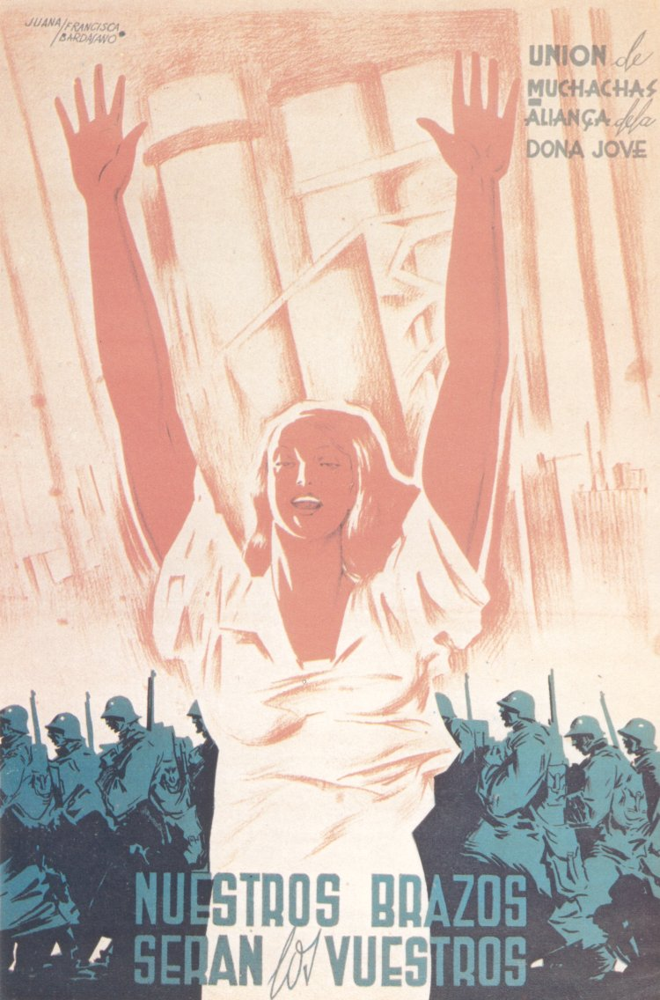 JUANA/FRANCISCA
BARDASANO
UNION de
MUCHACHAS
ALIANÇA de la
DONA JOVE
NUESTROS BRAZOS
SERAN los VUESTROS